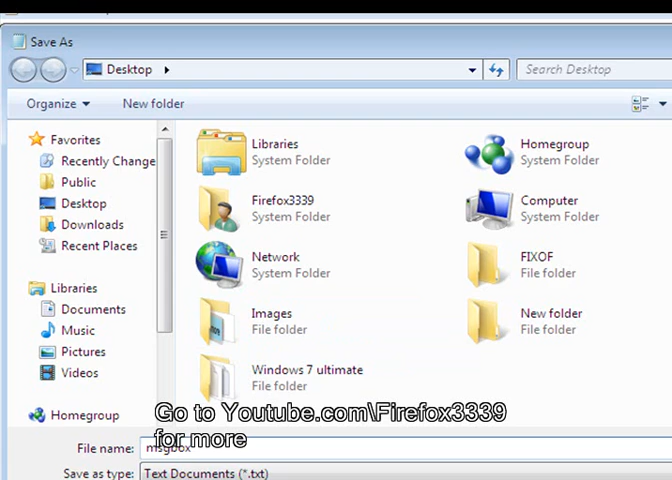 Save As
Desktop
Search Desktop
Organize
New folder
Favorites
Recently Change
Public
Desktop
Downloads
Recent Places
Libraries
Documents
Music
Pictures
Videos
Homegroup
Libraries
System Folder
Homegroup
System Folder
Firefox3339
System Folder
Computer
System Folder
Network
System Folder
FIXOF
File folder
Images
File folder
New folder
File folder
Windows 7 ultimate
File folder
Go to Youtube.com\Firefox3339
for more
File name: msgbox
Save as type: Text Documents (*.txt)